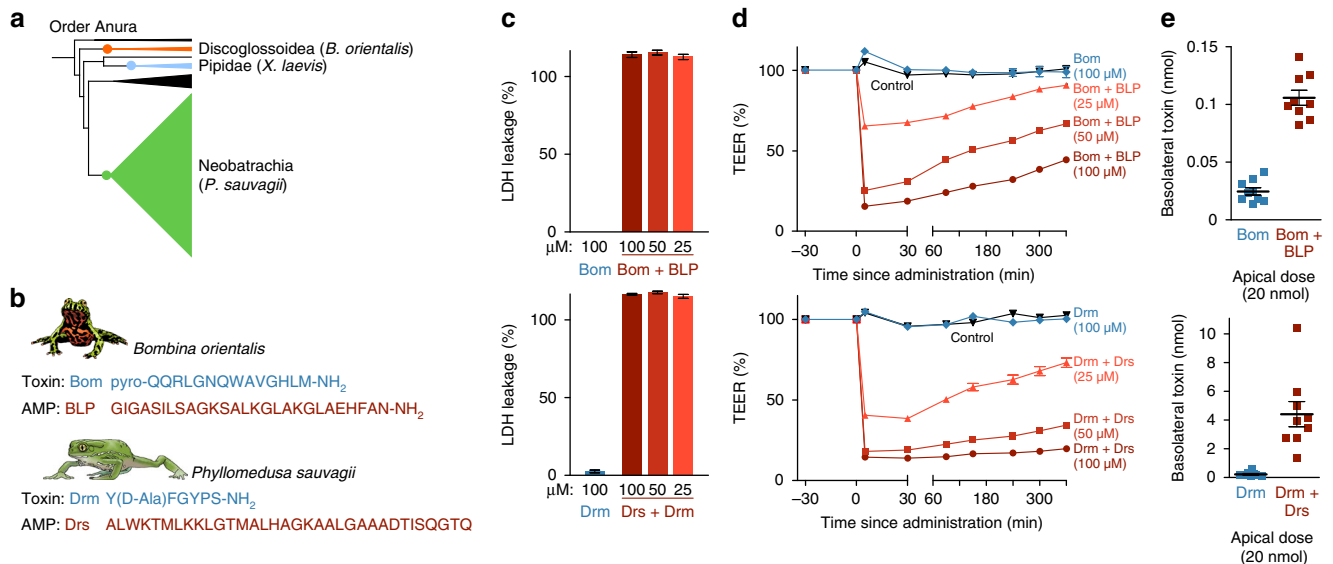 a
Order Anura
Discoglossoidea (B. orientalis)
Pipidae (X. laevis)
Neobatrachia
(P. sauvagii)
b
Bombina orientalis
Toxin: Bom pyro-QQRLGNQWAVGHLM-NH2
AMP: BLP GIGASILSAGKSALKGLAKGLAEHFAN-NH2
Phyllomedusa sauvagii
Toxin: Drm Y(D-Ala)FGYPS-NH2
AMP: Drs ALWKTMLKKLGTMALHAGKAALGAAADTISQGTQ
c
LDH leakage (%)
100
50
0
μM: 100 100 50 25
Bom Bom + BLP
LDH leakage (%)
100
50
0
μM: 100 100 50 25
Drm Drs + Drm
d
TEER (%)
100
50
0
Control
Bom
(100 μM)
Bom + BLP
(25 μM)
Bom + BLP
(50 μM)
Bom + BLP
(100 μM)
–30 0 30 60 180 300
Time since administration (min)
TEER (%)
100
50
0
Control
Drm
(100 μM)
Drm + Drs
(25 μM)
Drm + Drs
(50 μM)
Drm + Drs
(100 μM)
–30 0 30 60 180 300
Time since administration (min)
e
Basolateral toxin (nmol)
0.15
0.1
0.05
0
Bom Bom +
BLP
Apical dose
(20 nmol)
Basolateral toxin (nmol)
10
8
6
4
2
0
Drm Drm +
Drs
Apical dose
(20 nmol)